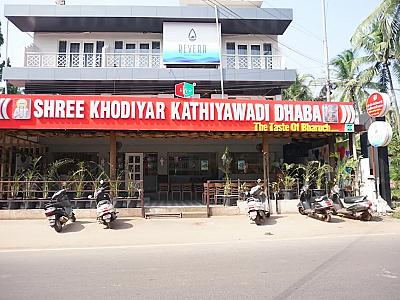 REVERA
SHREE KHODIYAR KATHIYAWADI DHABA
The Taste Of Bharuch